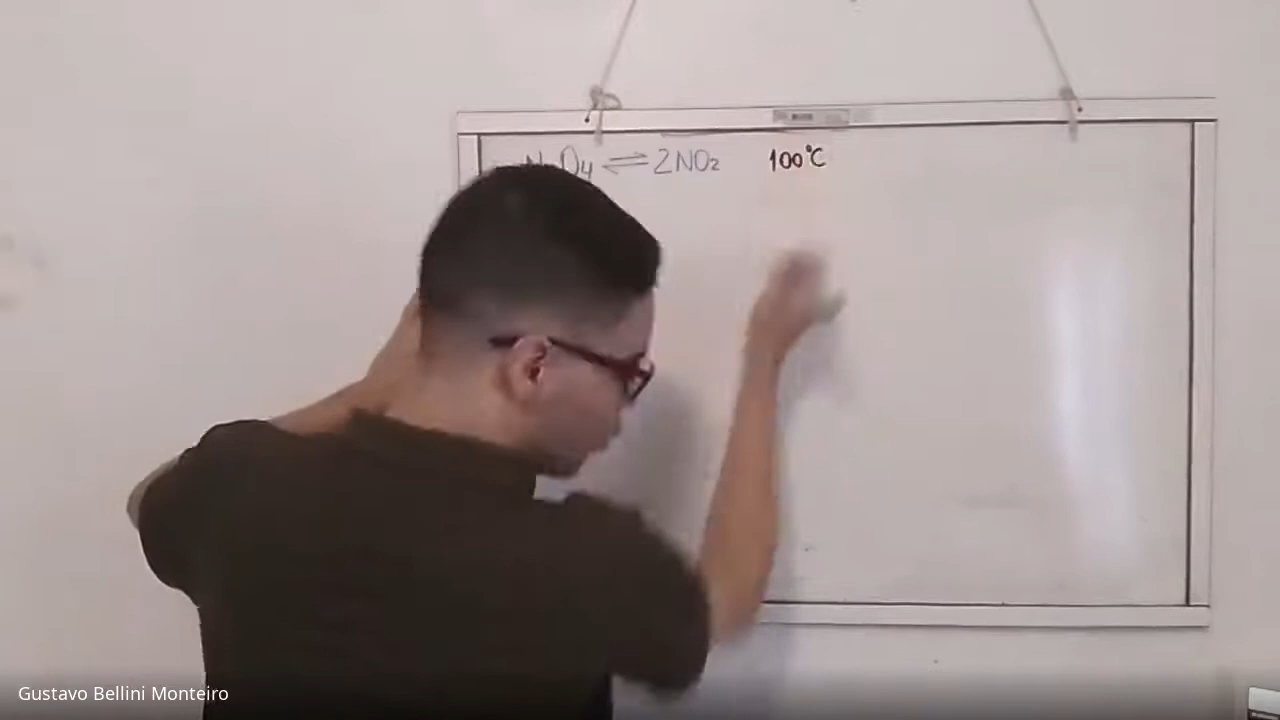 N₂O₄ ⇌ 2NO₂ 100°C
Gustavo Bellini Monteiro